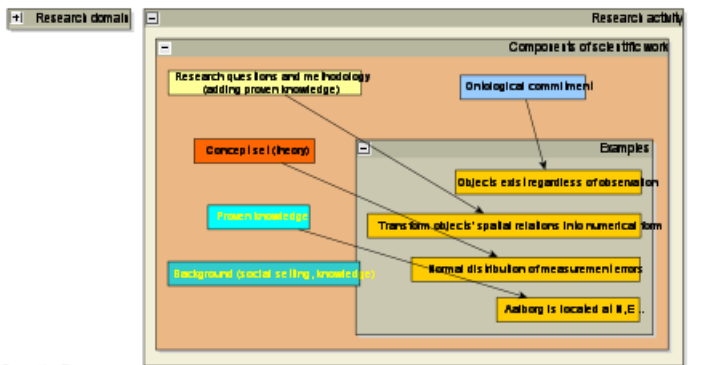 Research domain
Research activity
Components of scientific work
Research questions and methodology
(adding proven knowledge)
Ontological commitment
Concept set (theory)
Examples
Objects exist regardless of observation
Proven knowledge
Transform objects' spatial relations into numerical form
Background (social setting, knowledge)
Normal distribution of measurement errors
Aalborg is located at N,E ..